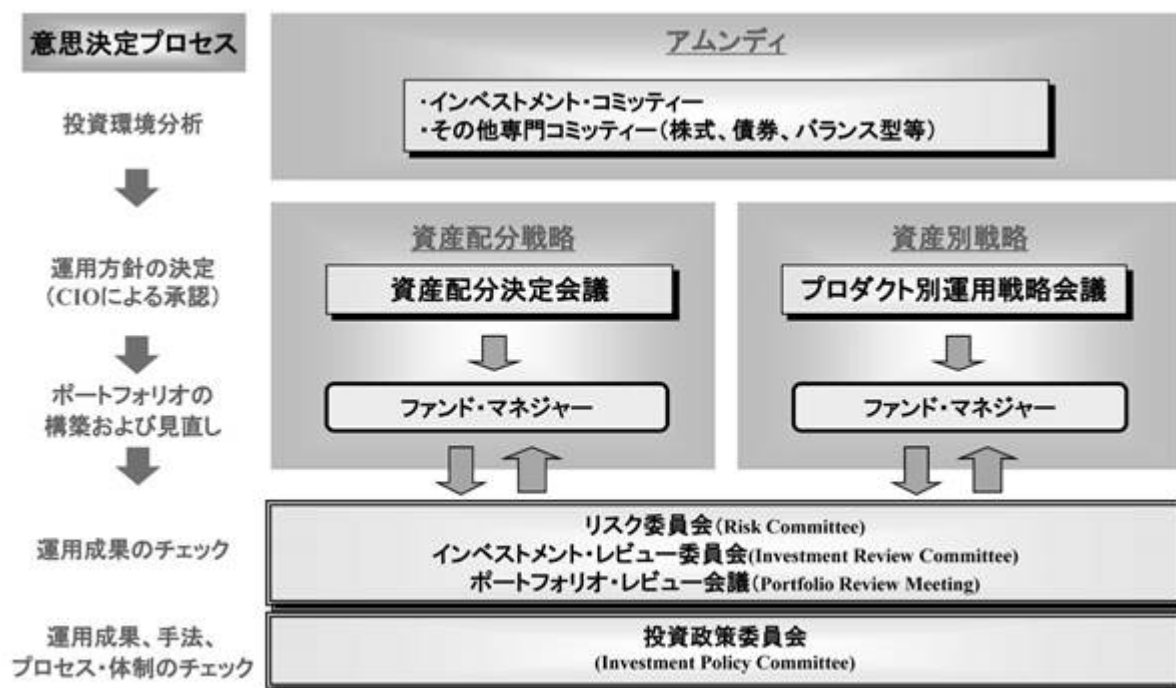 意思決定プロセス
アムンディ
・インベストメント・コミッティー
・その他専門コミッティー(株式、債券、バランス型等)
投資環境分析
資産配分戦略
資産別戦略
運用方針の決定
(CIOによる承認)
資産配分決定会議
プロダクト別運用戦略会議
ポートフォリオの
構築および見直し
ファンド・マネジャー
ファンド・マネジャー
運用成果のチェック
リスク委員会(Risk Committee)
インベストメント・レビュー委員会(Investment Review Committee)
ポートフォリオ・レビュー会議(Portfolio Review Meeting)
運用成果、手法、
プロセス・体制のチェック
投資政策委員会
(Investment Policy Committee)